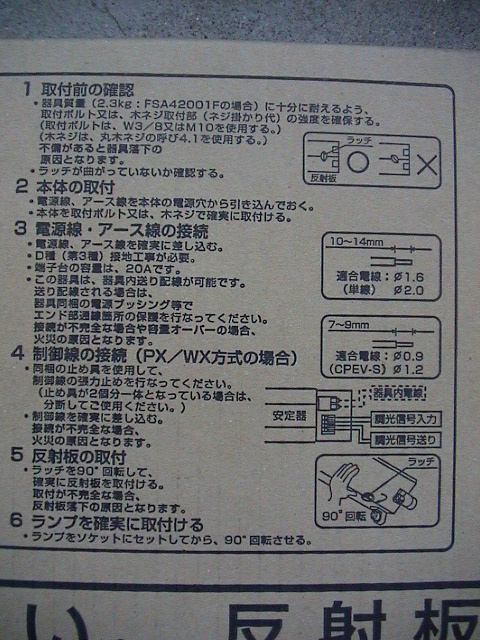 1 取付前の確認
・器具質量(2.3kg:FSA42001Fの場合)に十分に耐えるよう、
取付ボルト又は、木ネジ取付部(ネジ掛かり代)の強度を確保する。
(取付ボルトは、W3/8又はM10を使用する。)
(木ネジは、丸木ネジの呼び4.1を使用する。)
不備があると器具落下の
原因となります。
・ラッチが曲がっていないか確認する。
ラッチ
反射板
2 本体の取付
・電源線、アース線を本体の電源穴から引き込んでおく。
・本体を取付ボルト又は、木ネジで確実に取付ける。
3 電源線・アース線の接続
・電源線、アース線を確実に差し込む。
・D種(第3種)接地工事が必要。
・端子台の容量は、20Aです。
・この器具は、器具内送り配線が可能です。
送り配線される場合は、
器具同梱の電源ブッシング等で
エンド部通線箇所の保護を行なってください。
接続が不完全な場合や容量オーバーの場合、
火災の原因となります。
10〜14mm
適合電線:φ1.6
(単線) φ2.0
7〜9mm
適合電線:φ0.9
(CPEV-S) φ1.2
4 制御線の接続(PX/WX方式の場合)
・同梱の止め具を使用して、
制御線の張力止めを行なってください。
(止め具が2個分一体となっている場合は、
分断してご使用ください。)
・制御線を確実に差し込む。
接続が不完全な場合、
火災の原因となります。
安定器
器具内電線
調光信号入力
調光信号送り
5 反射板の取付
・ラッチを90°回転して、
確実に反射板を取付ける。
取付が不完全な場合、
反射板落下の原因となります。
ラッチ
90°回転
6 ランプを確実に取付ける
・ランプをソケットにセットしてから、90°回転させる。
い
反射板